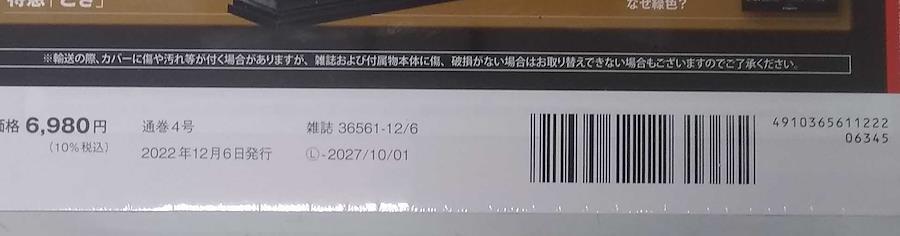 特急「とき」
なぜ緑色?
※輸送の際、カバーに傷や汚れ等が付く場合がありますが、雑誌および付属物本体に傷、破損がない場合はお取り替えできない場合もございますのでご了承ください。
価格 6,980円
(10%税込)
通巻4号
2022年12月6日発行
雑誌 36561-12/6
Ⓛ-2027/10/01
4910365611222
06345